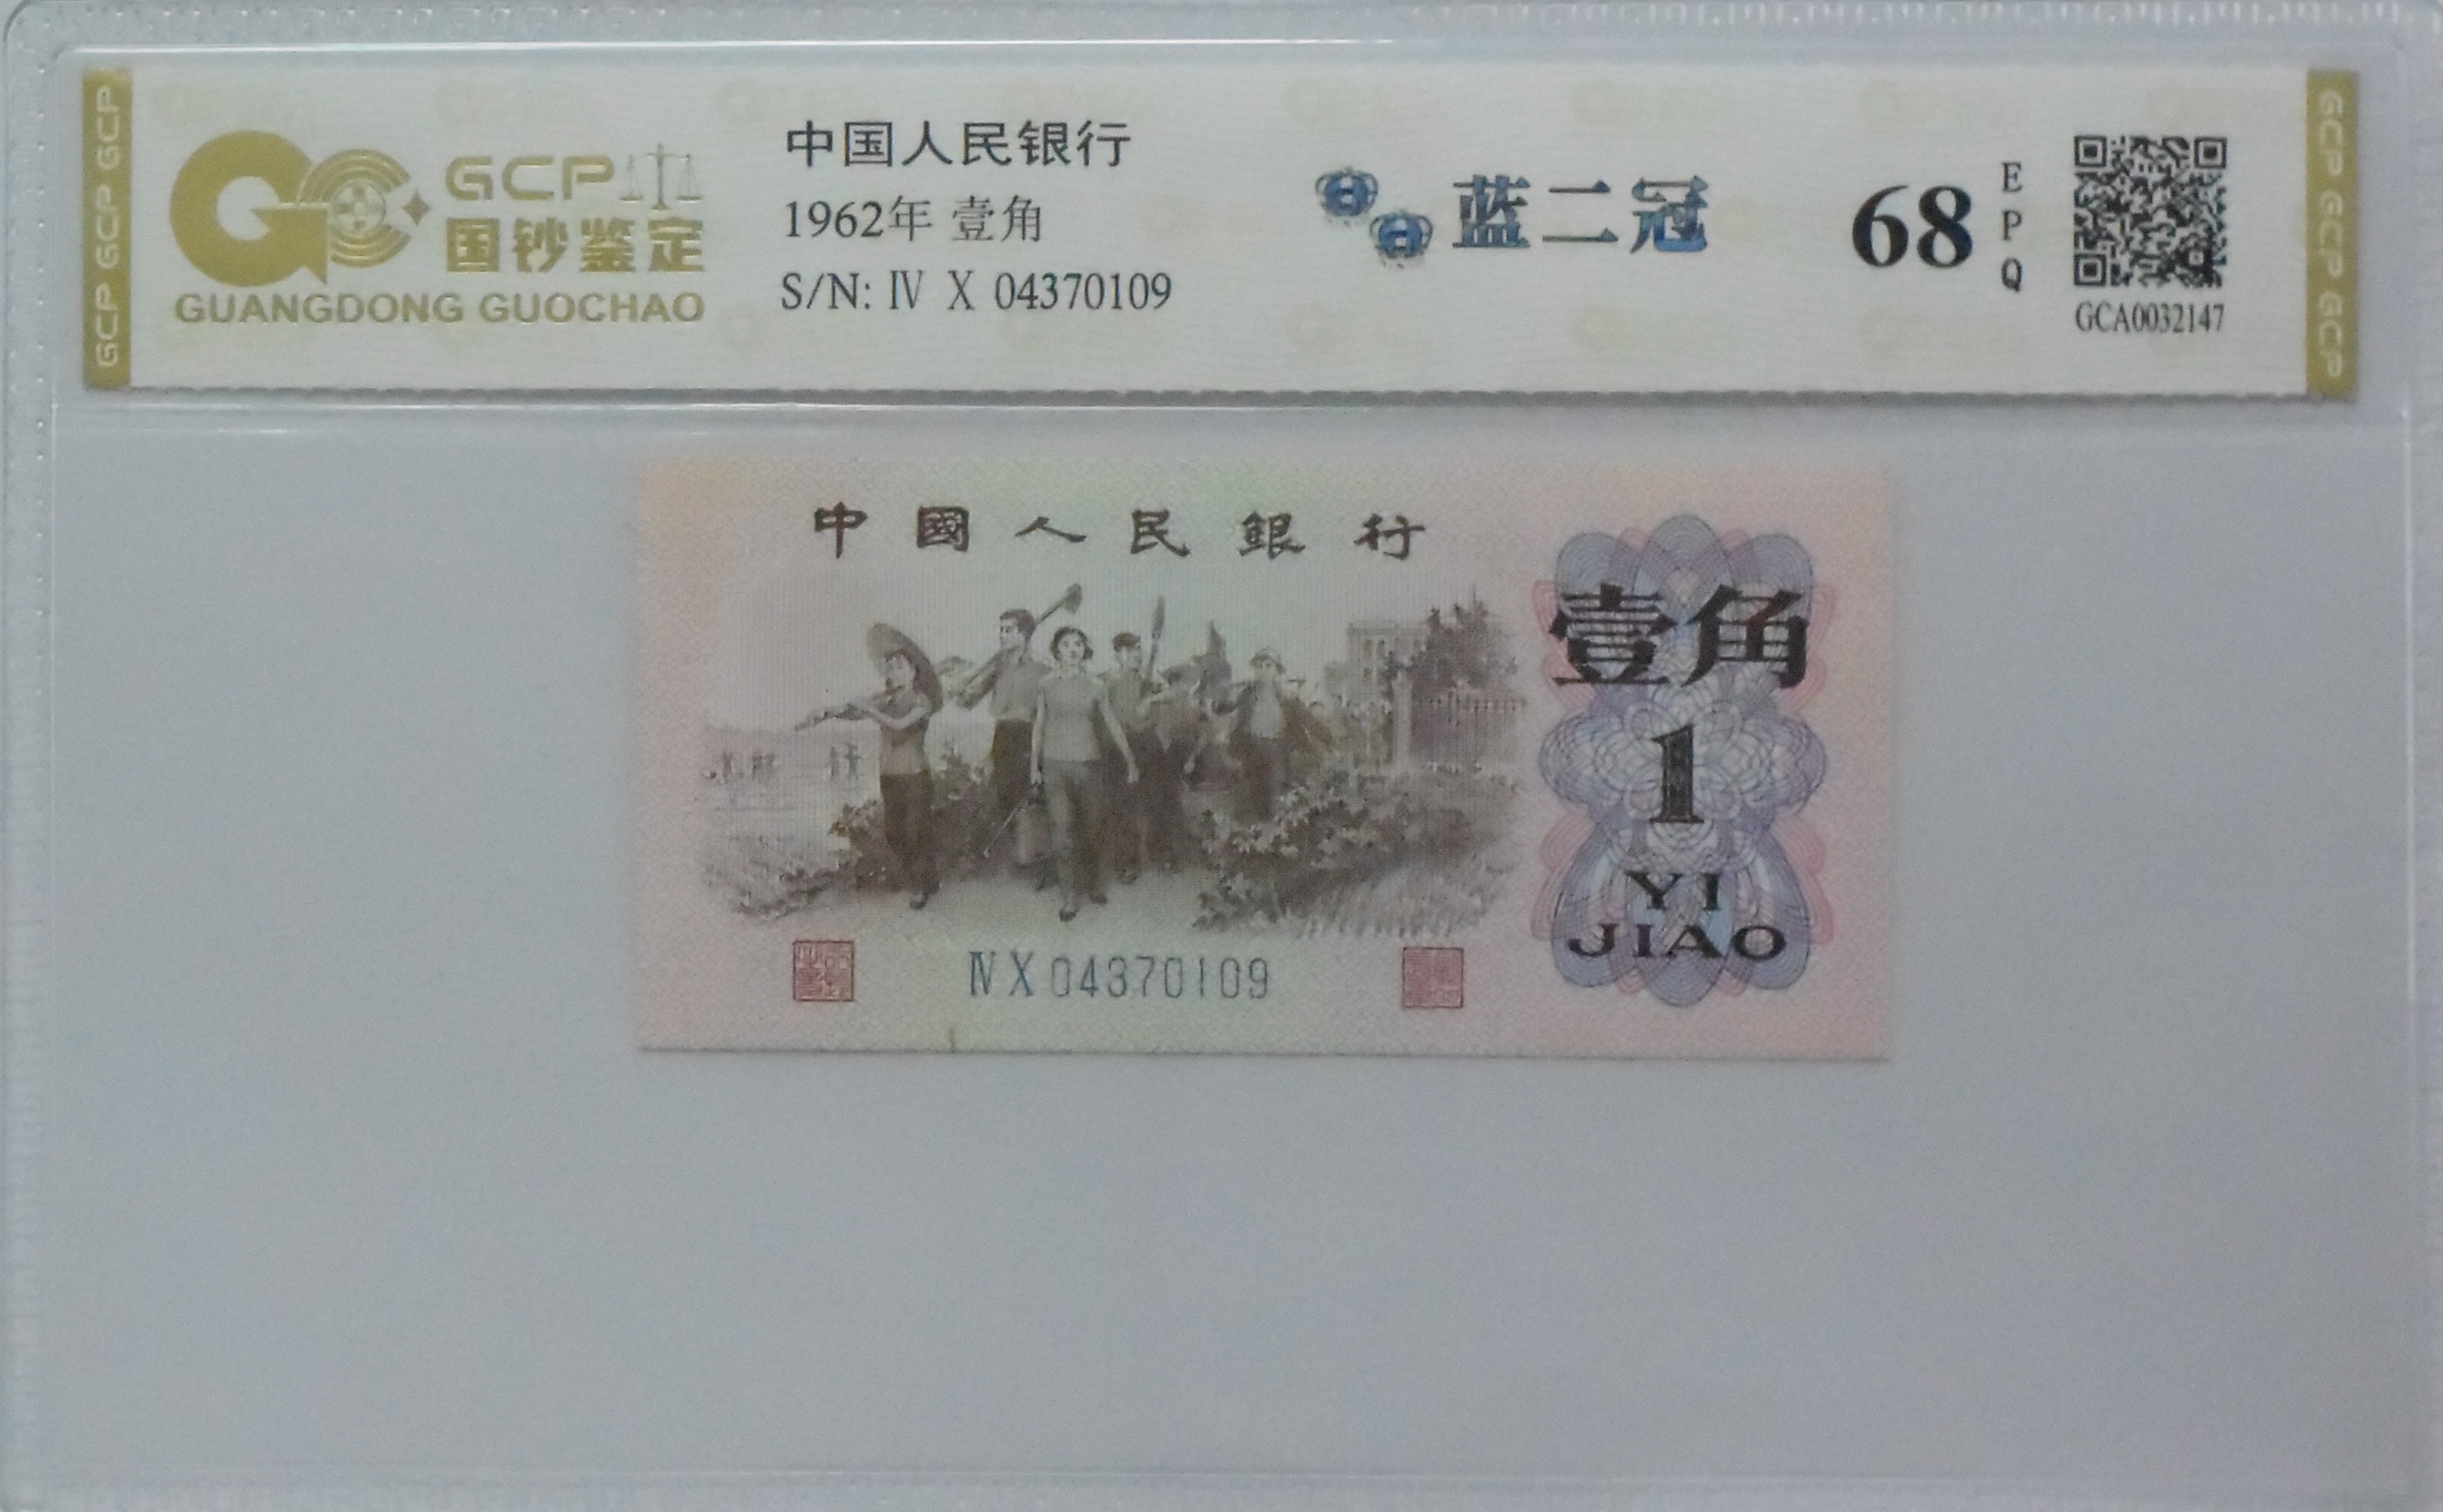 GCP GCP GCP
GCP
国钞鉴定
GUANGDONG GUOCHAO
中国人民银行
1962年 壹角
S/N: Ⅳ X 04370109
蓝二冠
68
EPQ
GCA0032147
GCP GCP GCP
中國人民銀行
壹角
1
YI
JIAO
ⅣX04370109